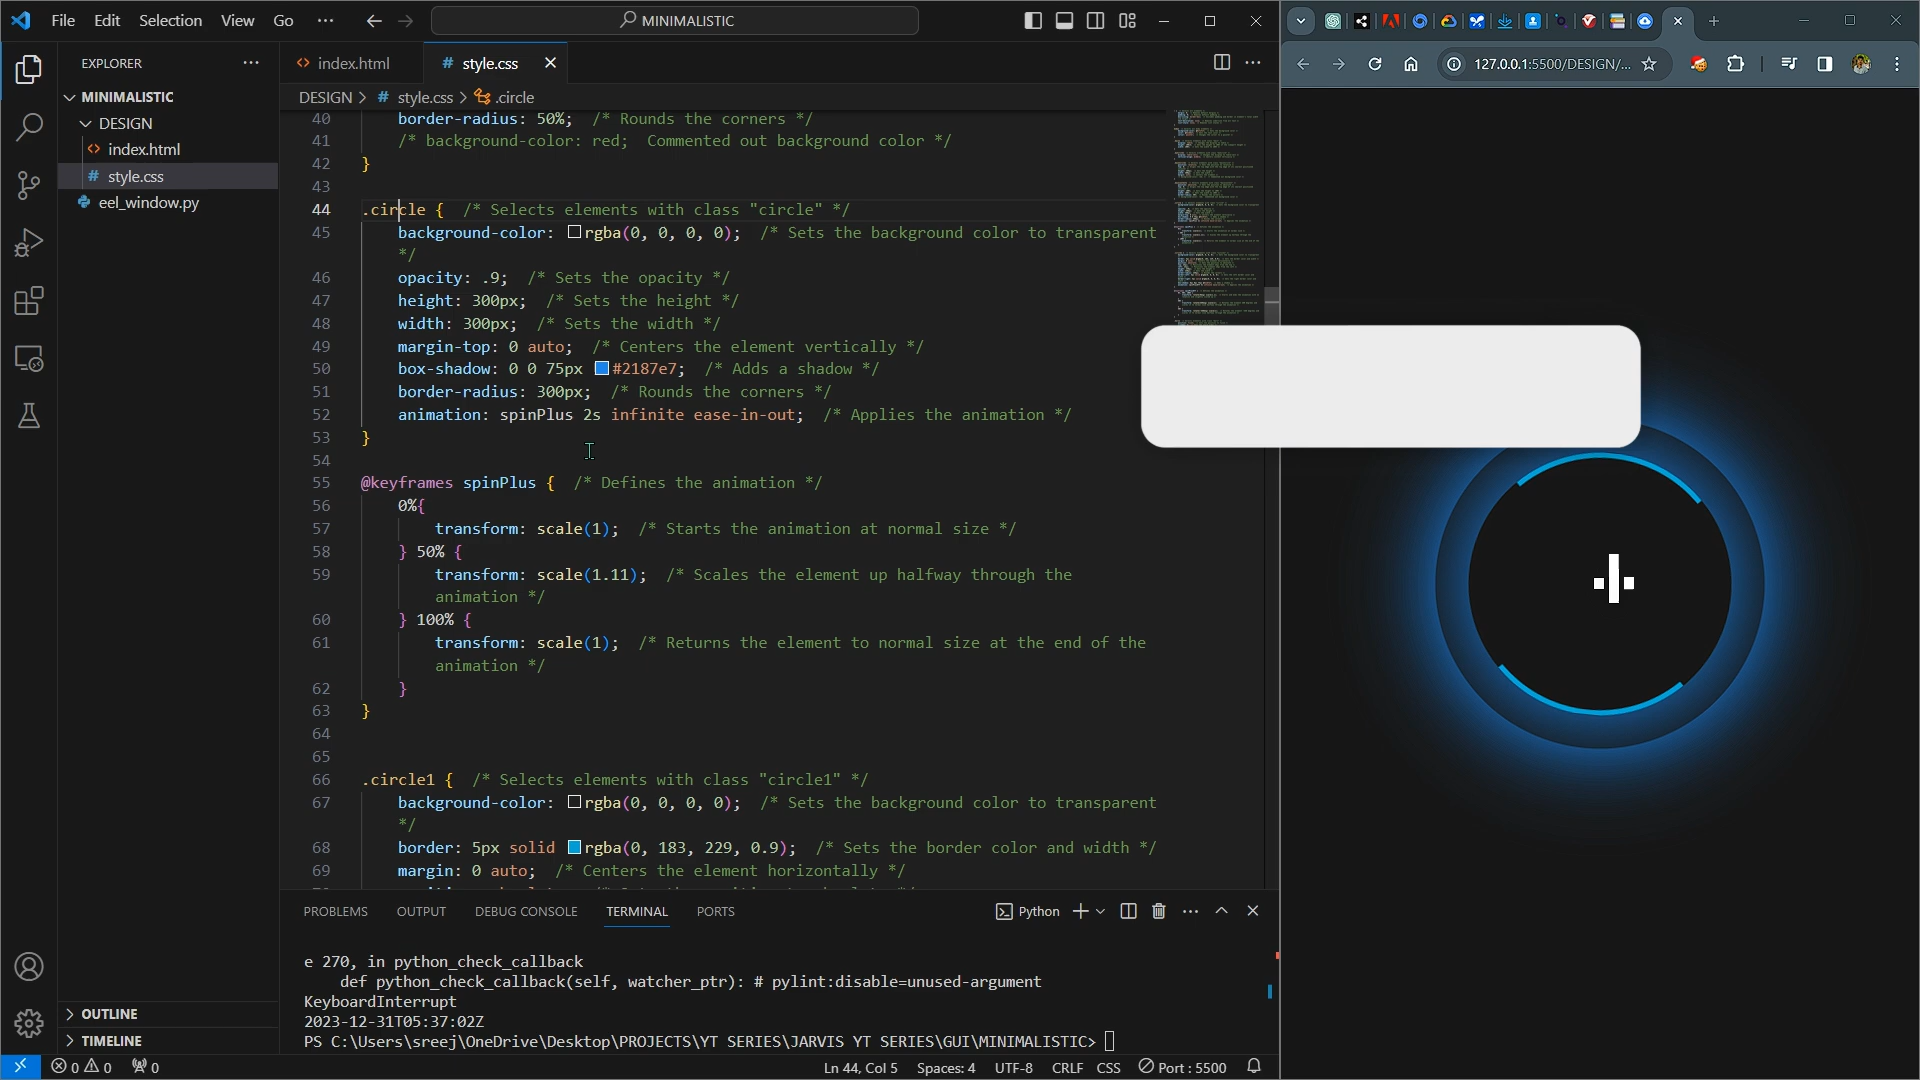 File Edit Selection View Go ···
MINIMALISTIC
EXPLORER
MINIMALISTIC
DESIGN
index.html
style.css
eel_window.py
OUTLINE
TIMELINE
index.html
# style.css
DESIGN > # style.css > .circle
40 border-radius: 50%; /* Rounds the corners */
41 /* background-color: red; Commented out background color */
42 }
43
44 .circle { /* Selects elements with class "circle" */
45 background-color: rgba(0, 0, 0, 0); /* Sets the background color to transparent
*/
46 opacity: .9; /* Sets the opacity */
47 height: 300px; /* Sets the height */
48 width: 300px; /* Sets the width */
49 margin-top: 0 auto; /* Centers the element vertically */
50 box-shadow: 0 0 75px #2187e7; /* Adds a shadow */
51 border-radius: 300px; /* Rounds the corners */
52 animation: spinPlus 2s infinite ease-in-out; /* Applies the animation */
53 }
54
55 @keyframes spinPlus { /* Defines the animation */
56 0%{
57 transform: scale(1); /* Starts the animation at normal size */
58 } 50% {
59 transform: scale(1.11); /* Scales the element up halfway through the
animation */
60 } 100% {
61 transform: scale(1); /* Returns the element to normal size at the end of the
animation */
62 }
63 }
64
65
66 .circle1 { /* Selects elements with class "circle1" */
67 background-color: rgba(0, 0, 0, 0); /* Sets the background color to transparent
*/
68 border: 5px solid rgba(0, 183, 229, 0.9); /* Sets the border color and width */
69 margin: 0 auto; /* Centers the element horizontally */
PROBLEMS OUTPUT DEBUG CONSOLE TERMINAL PORTS
Python
e 270, in python_check_callback
def python_check_callback(self, watcher_ptr): # pylint:disable=unused-argument
KeyboardInterrupt
2023-12-31T05:37:02Z
PS C:\Users\sreej\OneDrive\Desktop\PROJECTS\YT SERIES\JARVIS YT SERIES\GUI\MINIMALISTIC>
0 0 0
Ln 44, Col 5 Spaces: 4 UTF-8 CRLF CSS Port : 5500
127.0.0.1:5500/DESIGN/...